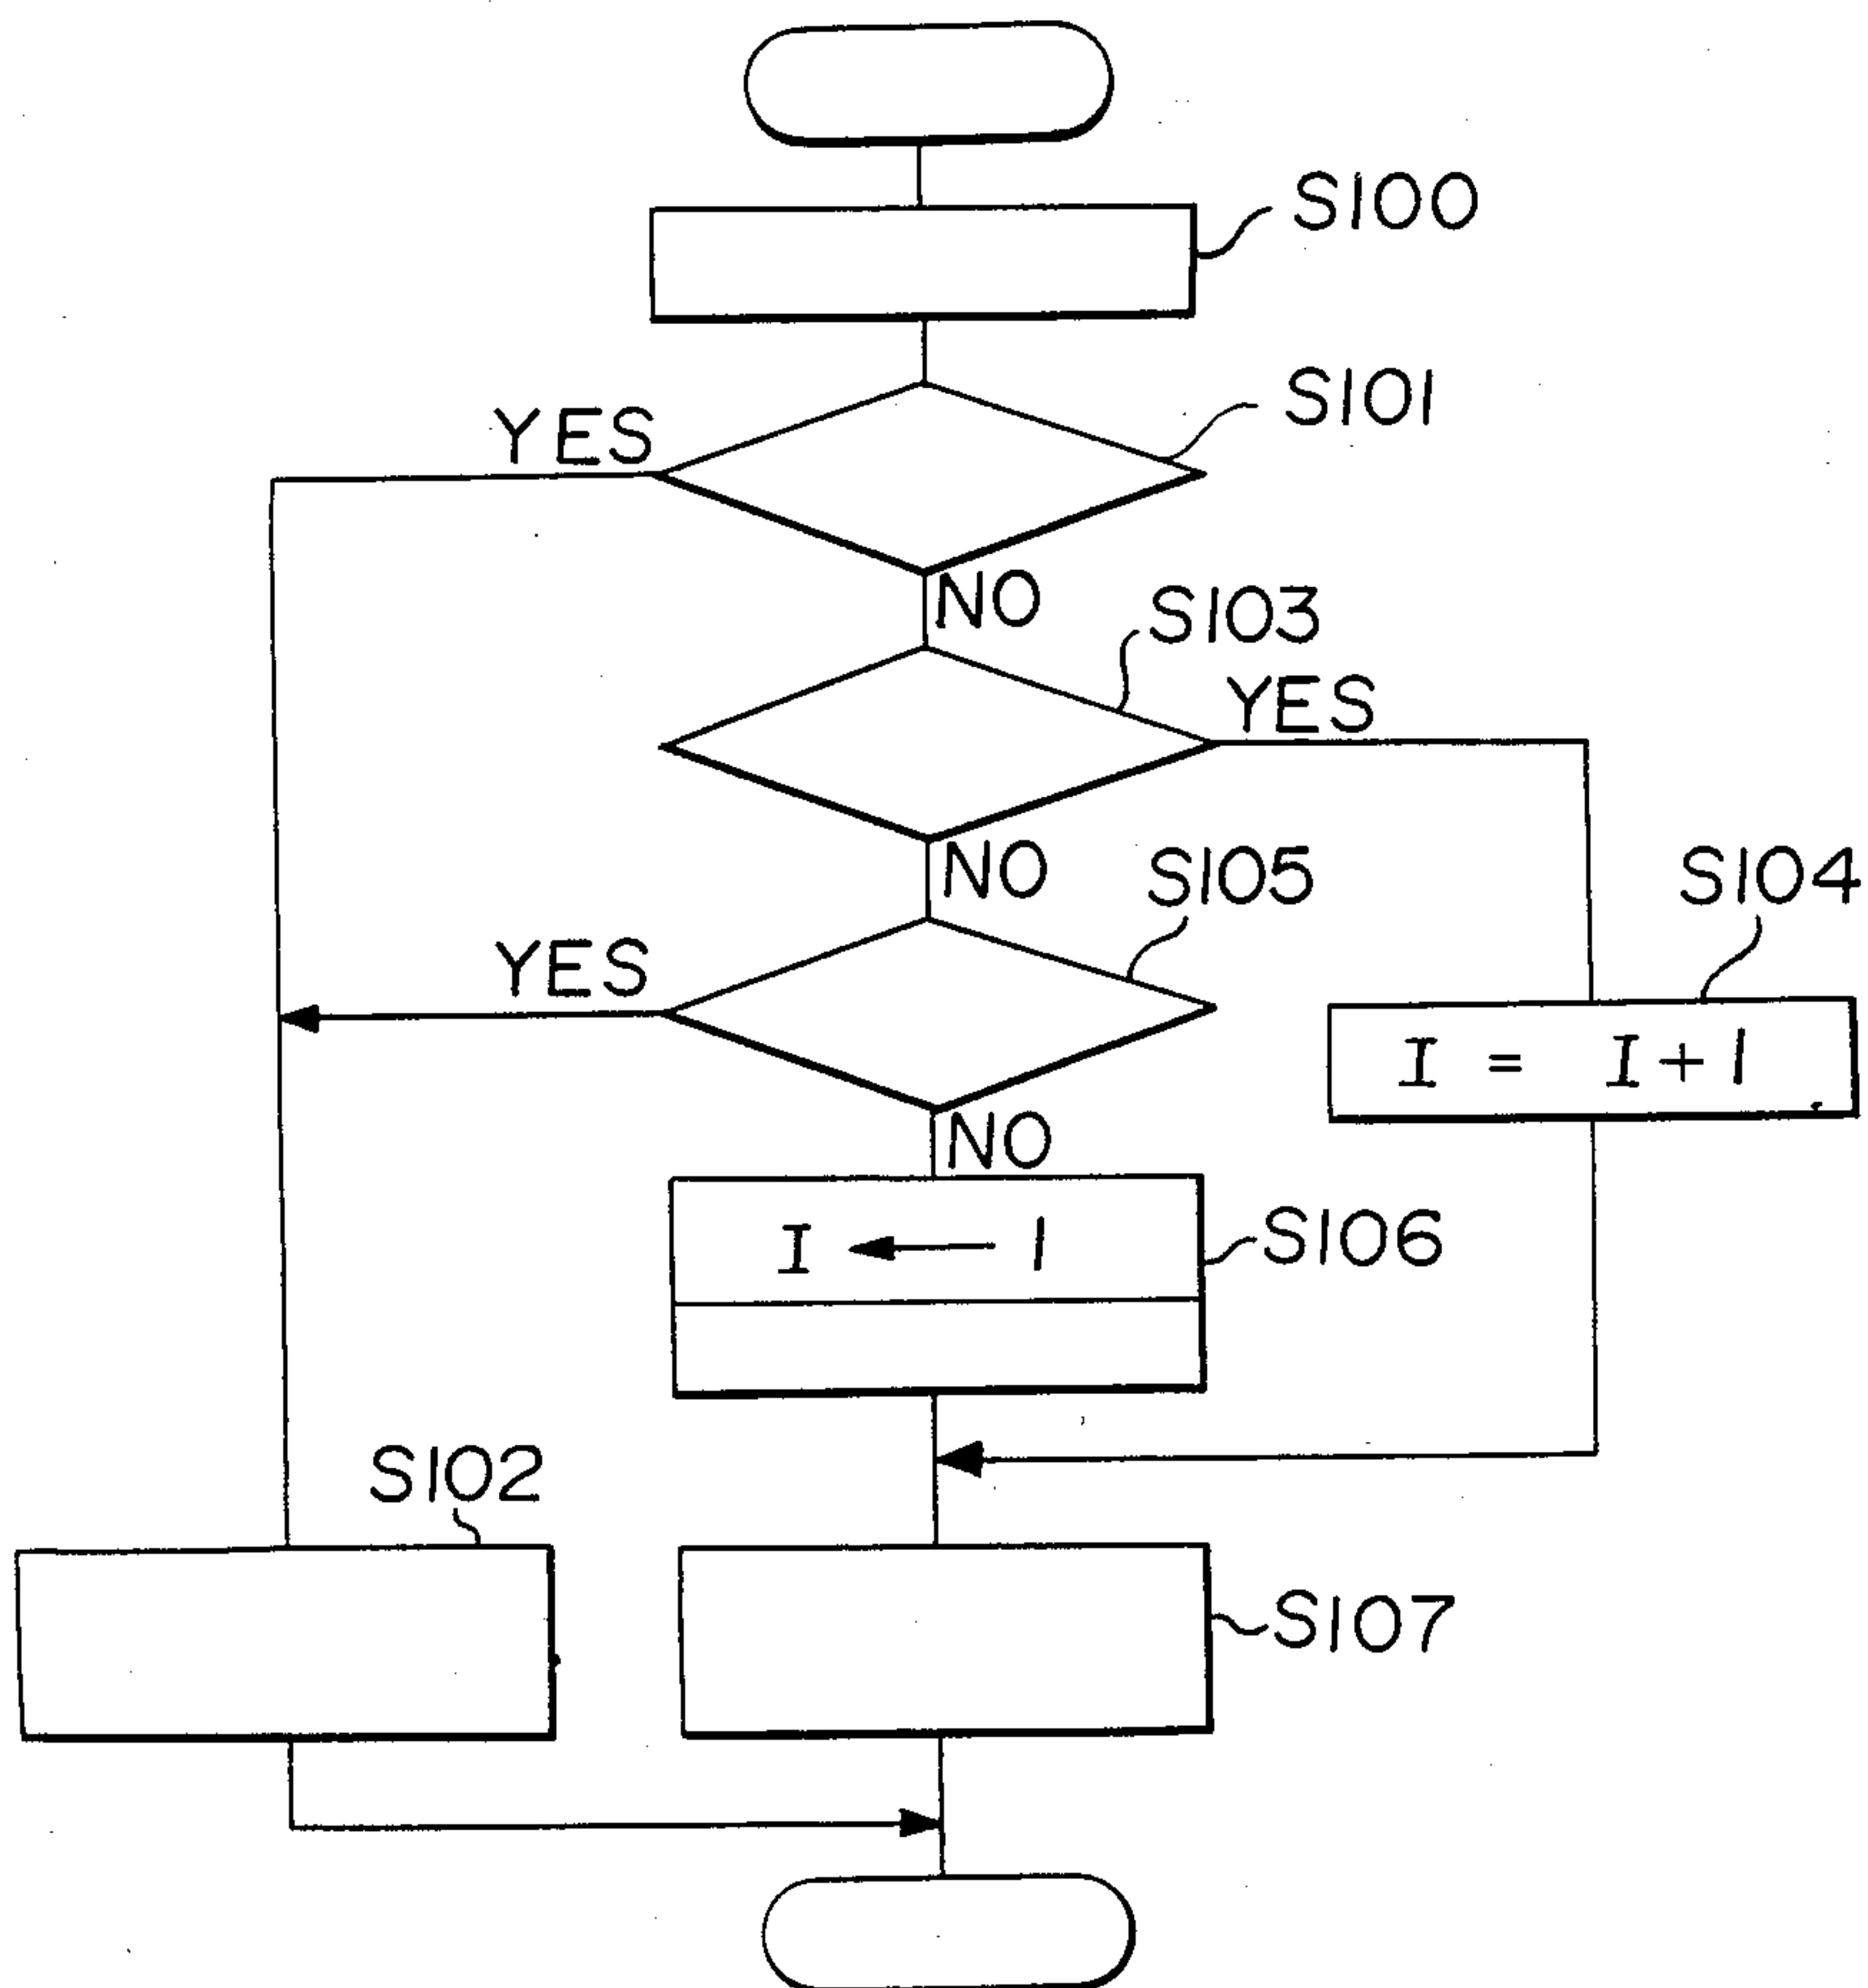 S100
S101
YES
NO
S103
YES
NO
S105
S104
YES
I = I + 1
NO
I ← 1
S106
S102
S107